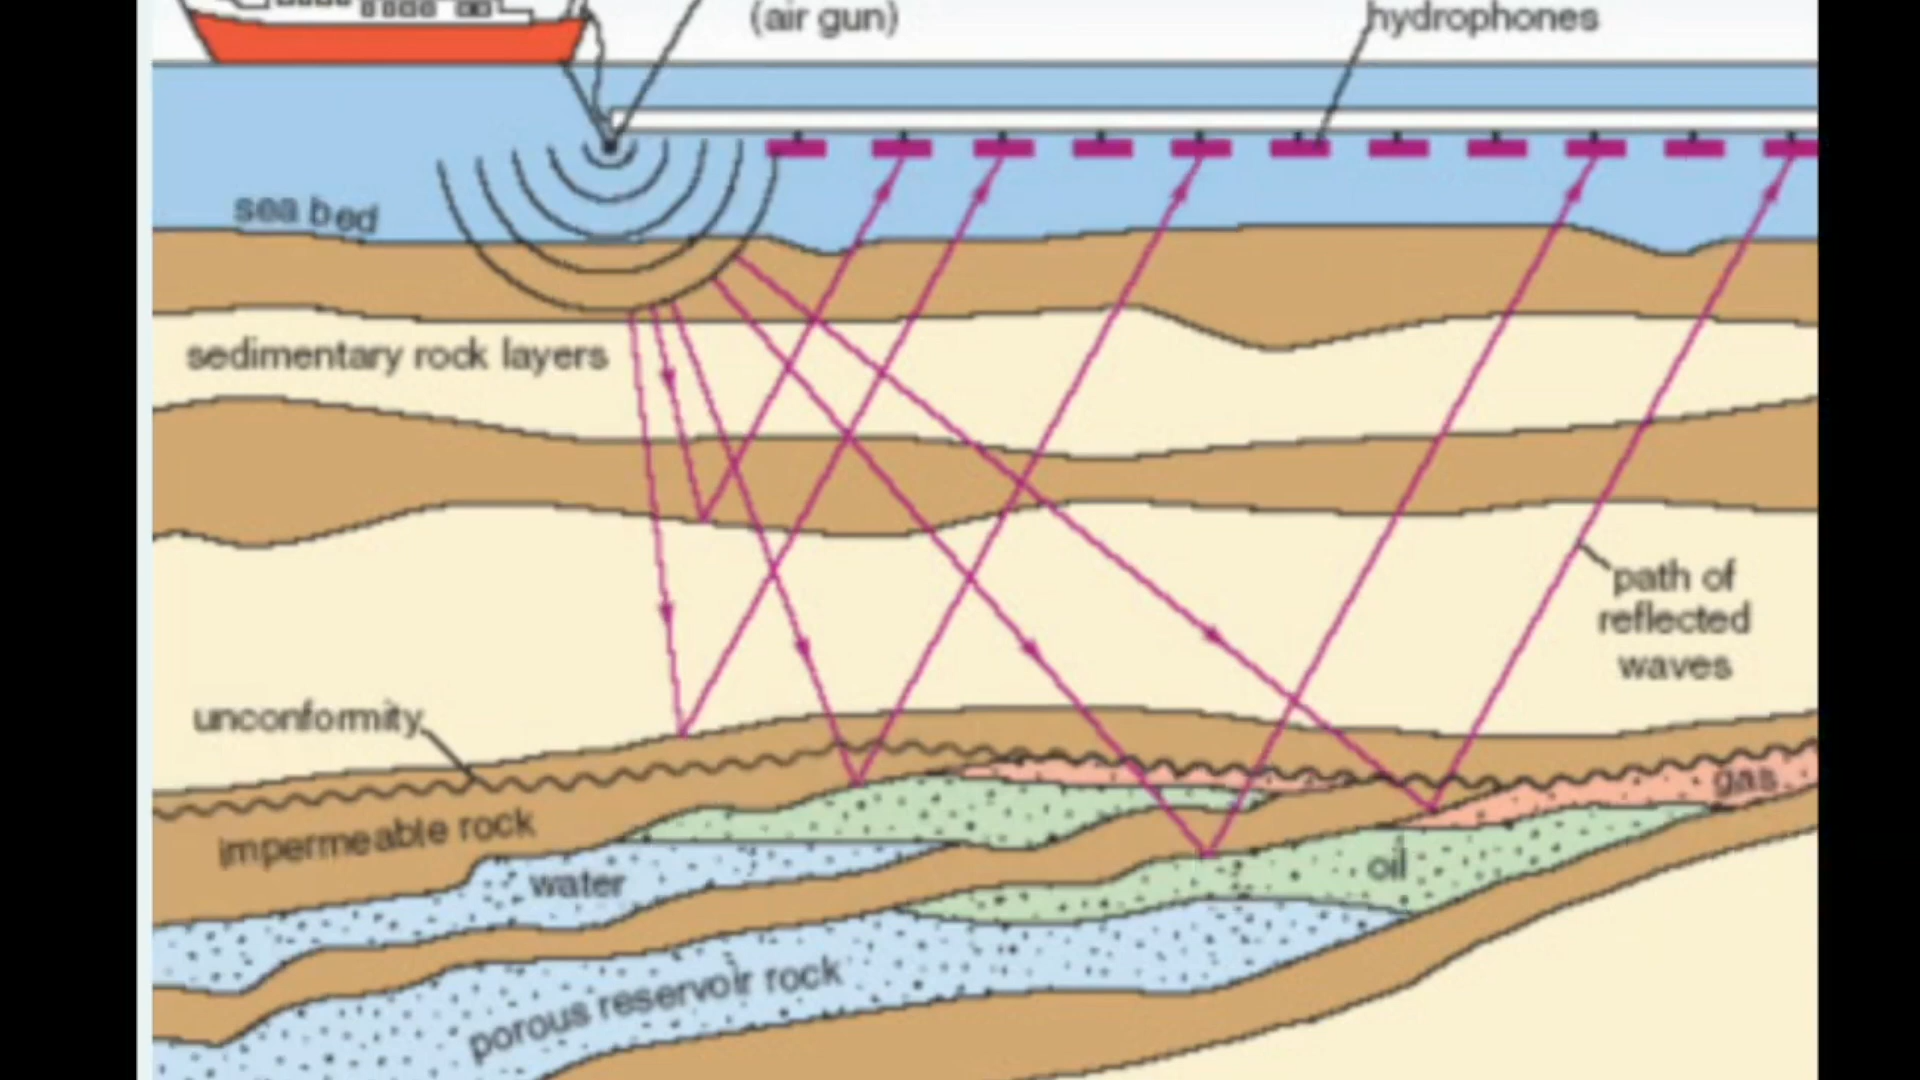 (air gun)
hydrophones
sea bed
sedimentary rock layers
path of
reflected
waves
unconformity
gas
impermeable rock
oil
water
porous reservoir rock